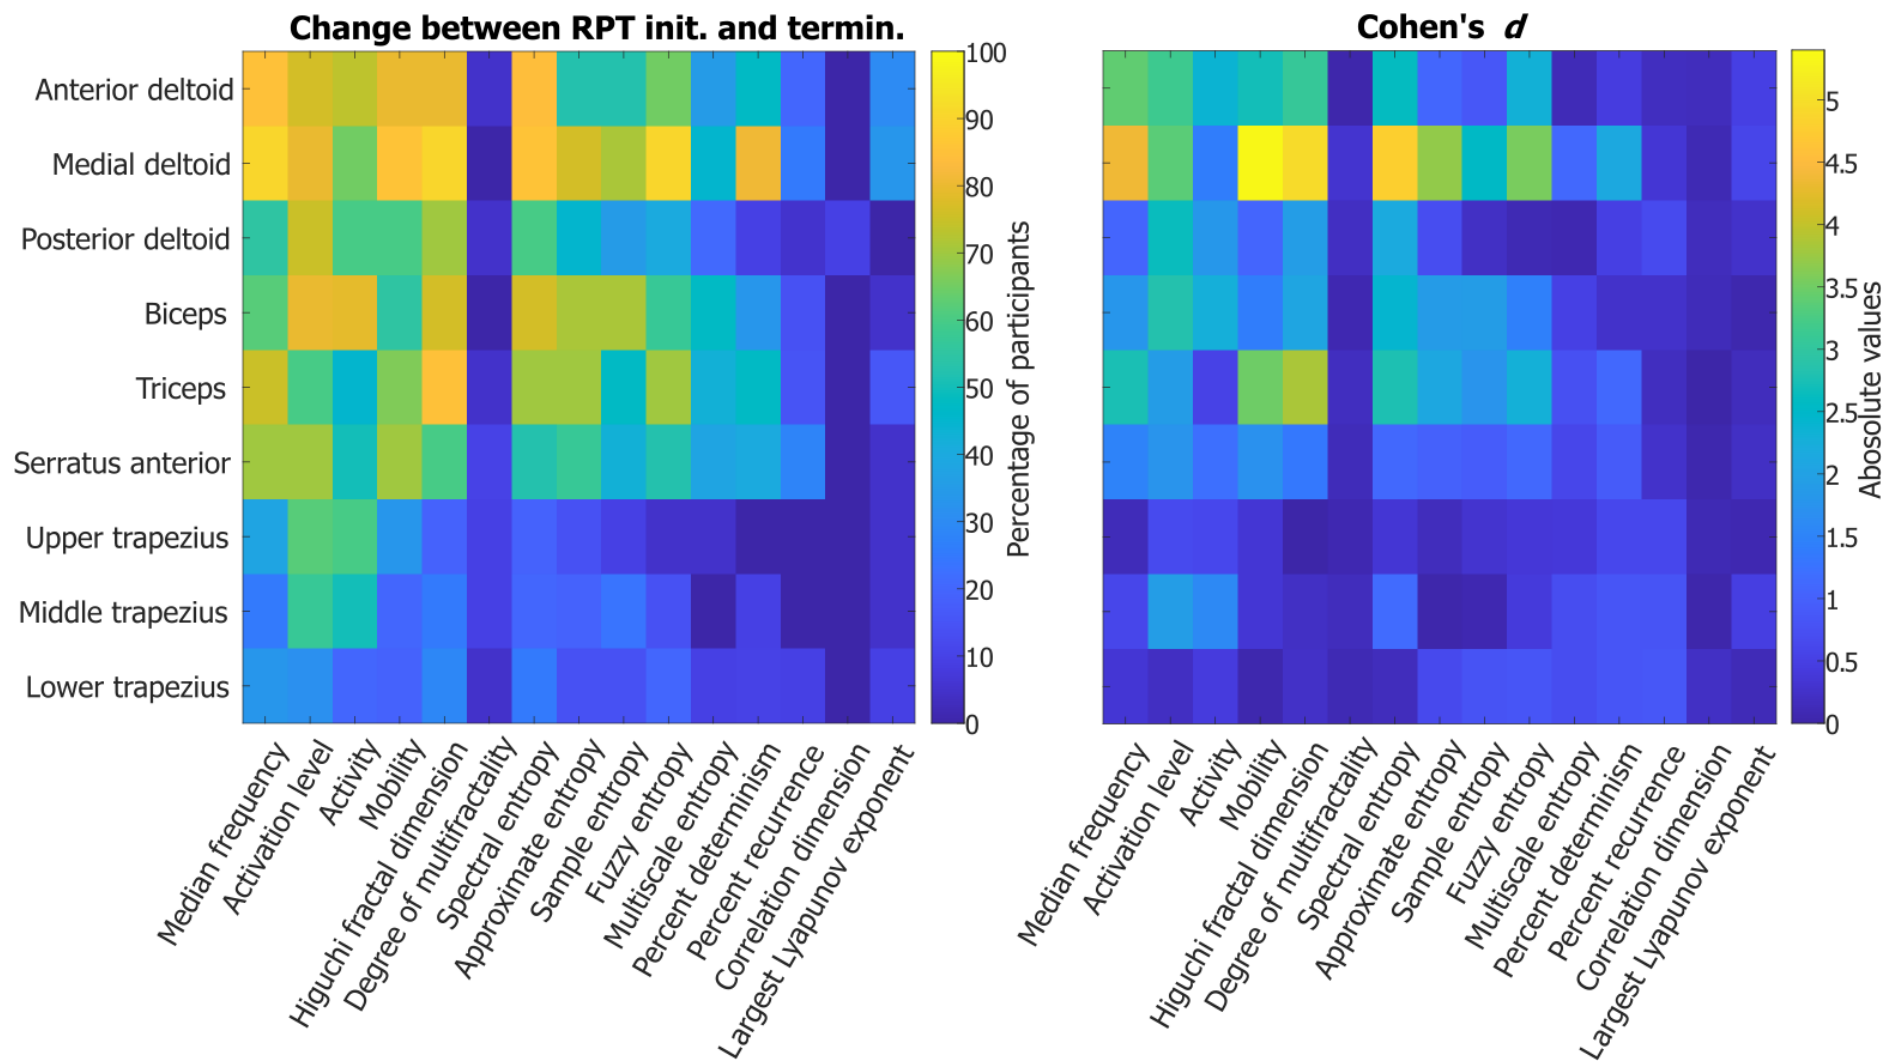 Change between RPT init. and termin.
Anterior deltoid
Medial deltoid
Posterior deltoid
Biceps
Triceps
Serratus anterior
Upper trapezius
Middle trapezius
Lower trapezius
Median frequency
Activation level
Activity
Mobility
Higuchi fractal dimension
Degree of multifractality
Spectral entropy
Approximate entropy
Sample entropy
Fuzzy entropy
Multiscale entropy
Percent determinism
Percent recurrence
Correlation dimension
Largest Lyapunov exponent
100
90
80
70
60
50
40
30
20
10
0
Percentage of participants
Cohen's d
Median frequency
Activation level
Activity
Mobility
Higuchi fractal dimension
Degree of multifractality
Spectral entropy
Approximate entropy
Sample entropy
Fuzzy entropy
Multiscale entropy
Percent determinism
Percent recurrence
Correlation dimension
Largest Lyapunov exponent
5
4.5
4
3.5
3
2.5
2
1.5
1
0.5
0
Absolute values